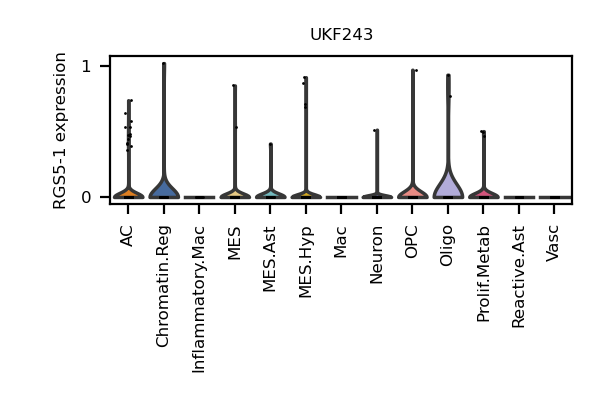 UKF243
RGS5-1 expression
1
0
AC
Chromatin.Reg
Inflammatory.Mac
MES
MES.Ast
MES.Hyp
Mac
Neuron
OPC
Oligo
Prolif.Metab
Reactive.Ast
Vasc